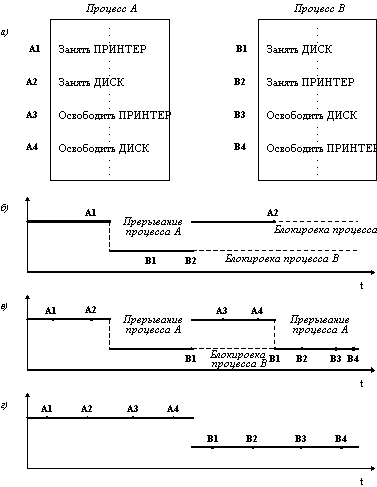 Процесс А Процесс В
а)
А1 Занять ПРИНТЕР В1 Занять ДИСК
А2 Занять ДИСК В2 Занять ПРИНТЕР
А3 Освободить ПРИНТЕР В3 Освободить ДИСК
А4 Освободить ДИСК В4 Освободить ПРИНТЕР
б)
А1 Прерывание А2
процесса А Блокировка процесса
В1 В2 Блокировка процесса В
t
в)
А1 А2 Прерывание А3 А4 Прерывание
процесса А процесса А
В1 Блокировка В1 В2 В3 В4
процесса В
t
г)
А1 А2 А3 А4
В1 В2 В3 В4
t